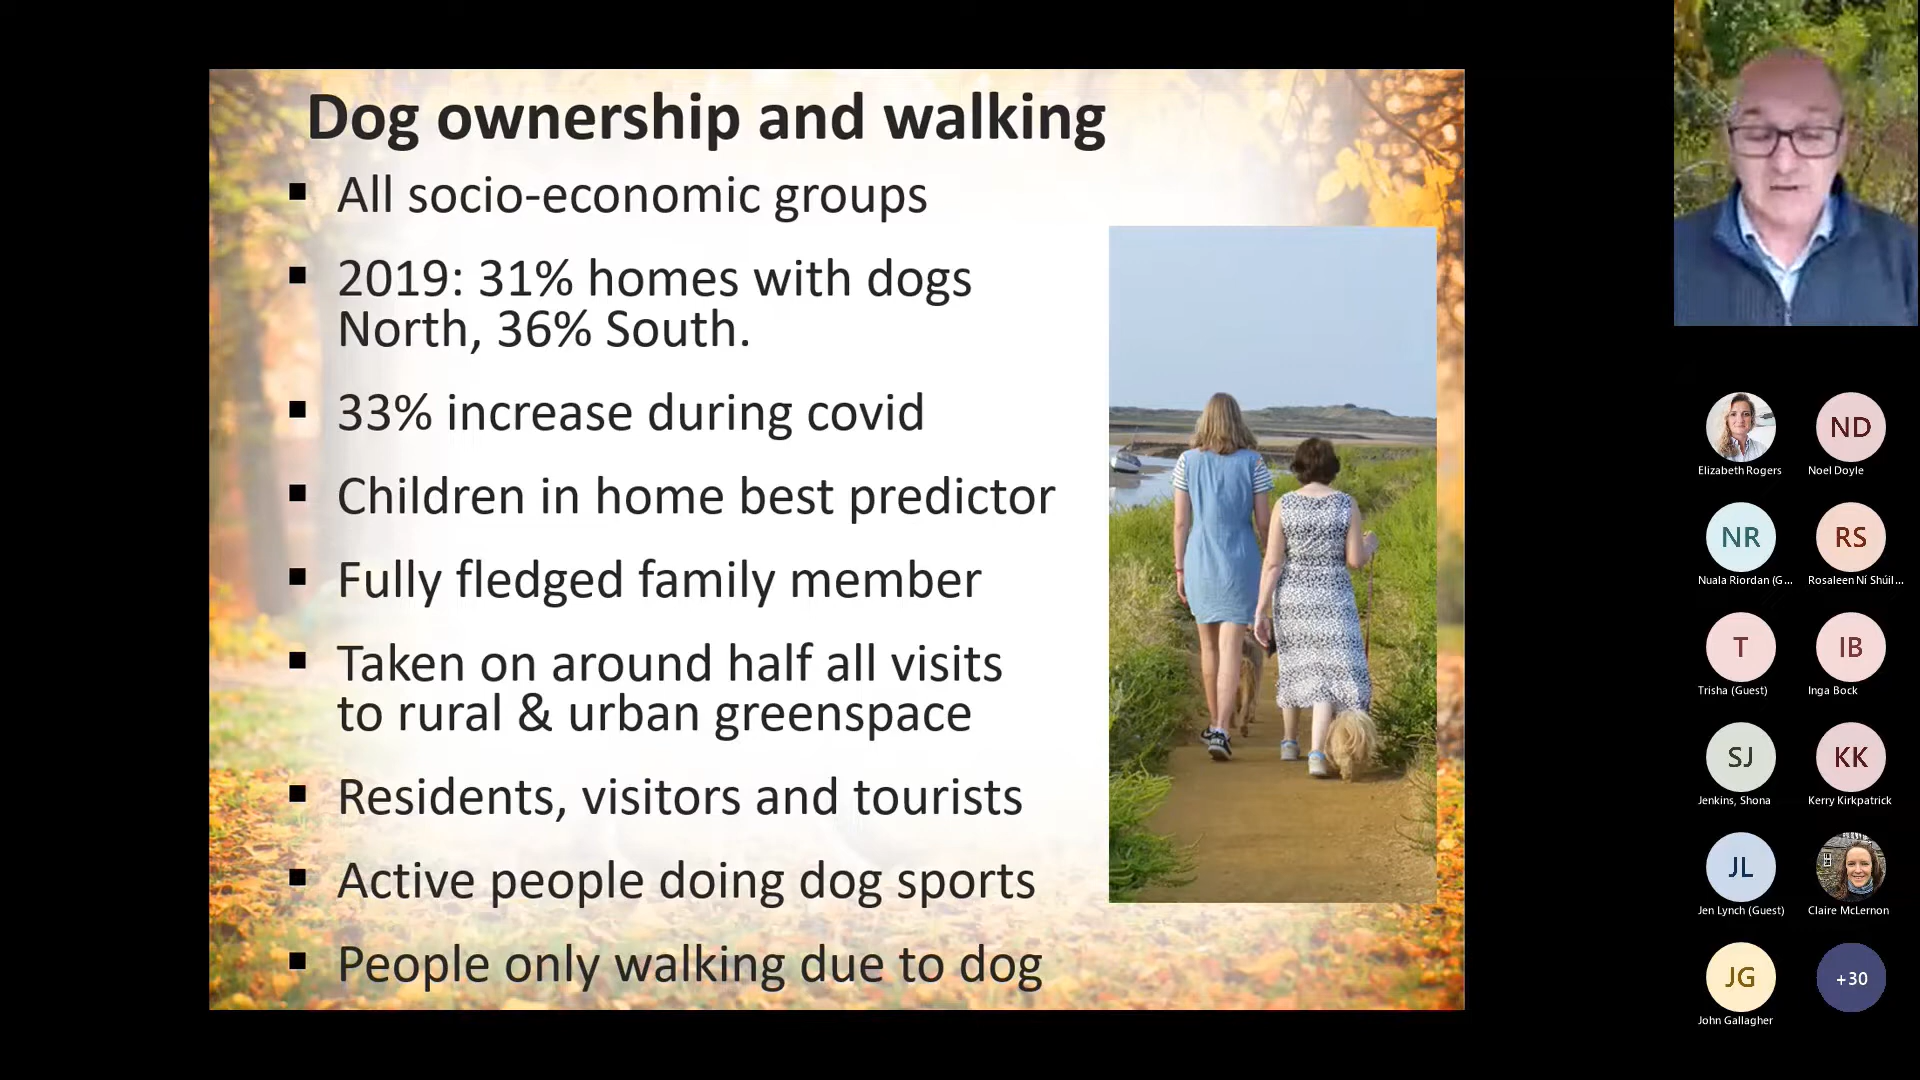 Dog ownership and walking
▪ All socio-economic groups
▪ 2019: 31% homes with dogs
North, 36% South.
▪ 33% increase during covid
▪ Children in home best predictor
▪ Fully fledged family member
▪ Taken on around half all visits
to rural & urban greenspace
▪ Residents, visitors and tourists
▪ Active people doing dog sports
▪ People only walking due to dog
ND
Elizabeth Rogers
Noel Doyle
NR
RS
Nuala Riordan (G...
Rosaleen Ní Shúil...
T
IB
Trisha (Guest)
Inga Bock
SJ
KK
Jenkins, Shona
Kerry Kirkpatrick
JL
Jen Lynch (Guest)
Claire McLernon
JG
+30
John Gallagher